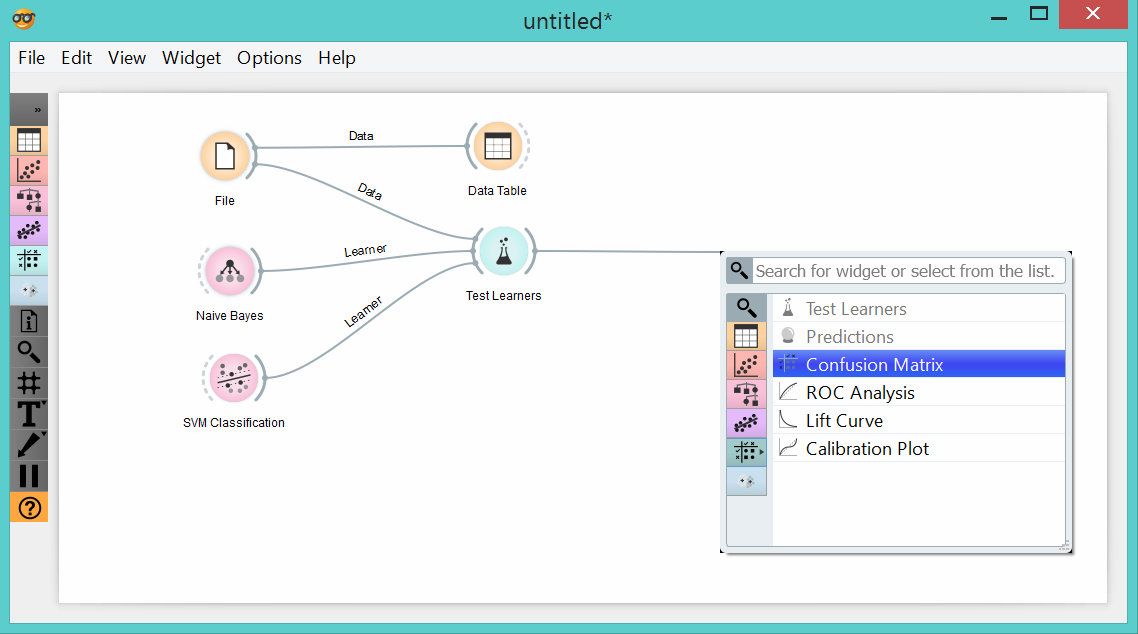 untitled*
File Edit View Widget Options Help
»
Data
File
Data Table
Data
Learner
Naive Bayes
Test Learners
Learner
SVM Classification
Search for widget or select from the list.
Test Learners
Predictions
Confusion Matrix
ROC Analysis
Lift Curve
Calibration Plot
T
?